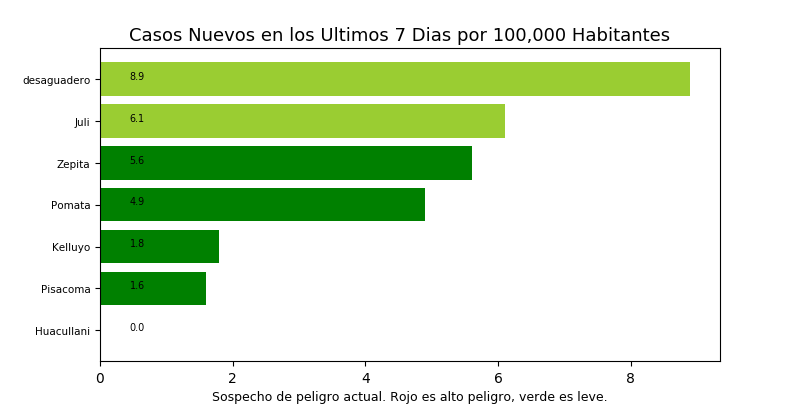 Casos Nuevos en los Ultimos 7 Dias por 100,000 Habitantes
desaguadero 8.9
Juli 6.1
Zepita 5.6
Pomata 4.9
Kelluyo 1.8
Pisacoma 1.6
Huacullani 0.0
0 2 4 6 8
Sospecho de peligro actual. Rojo es alto peligro, verde es leve.